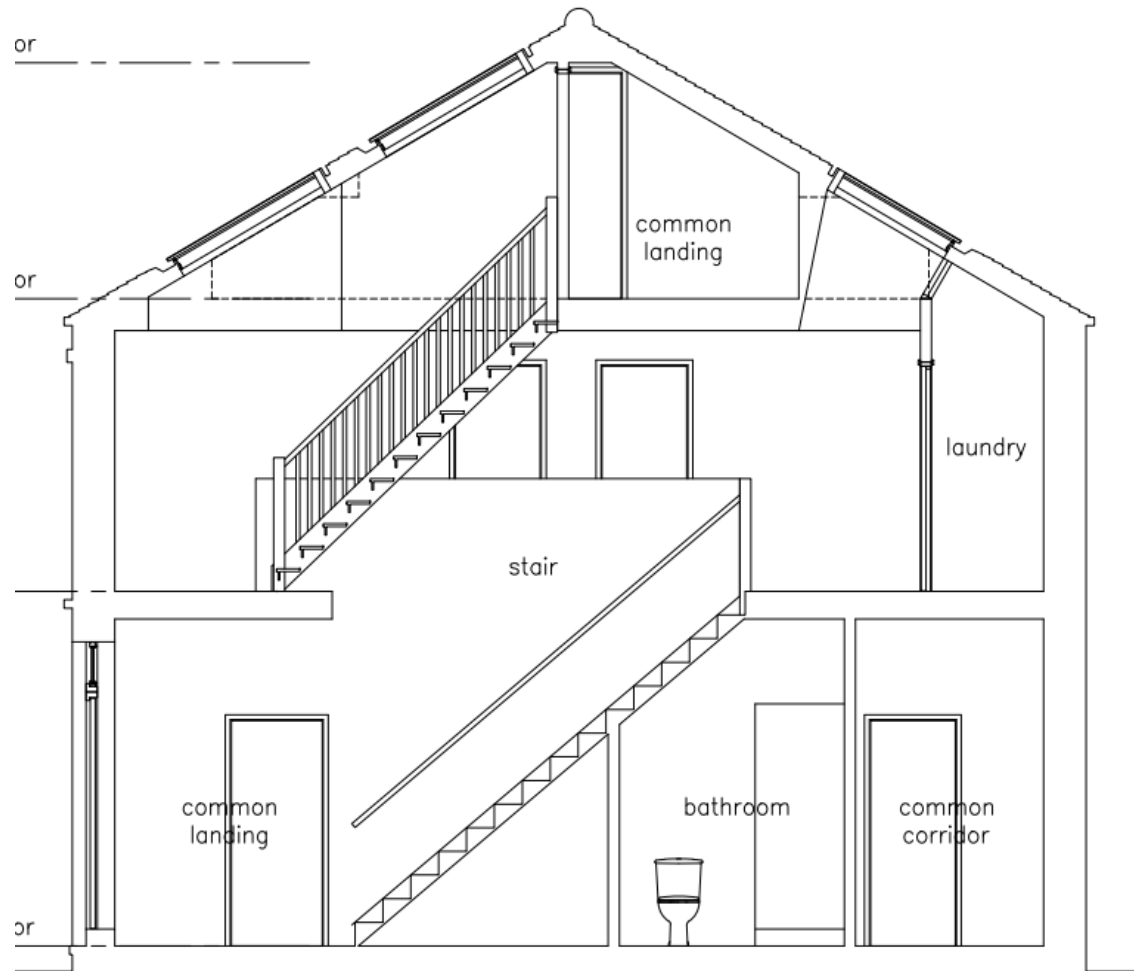 or
common
landing
or
laundry
stair
common
landing
bathroom
common
corridor
or